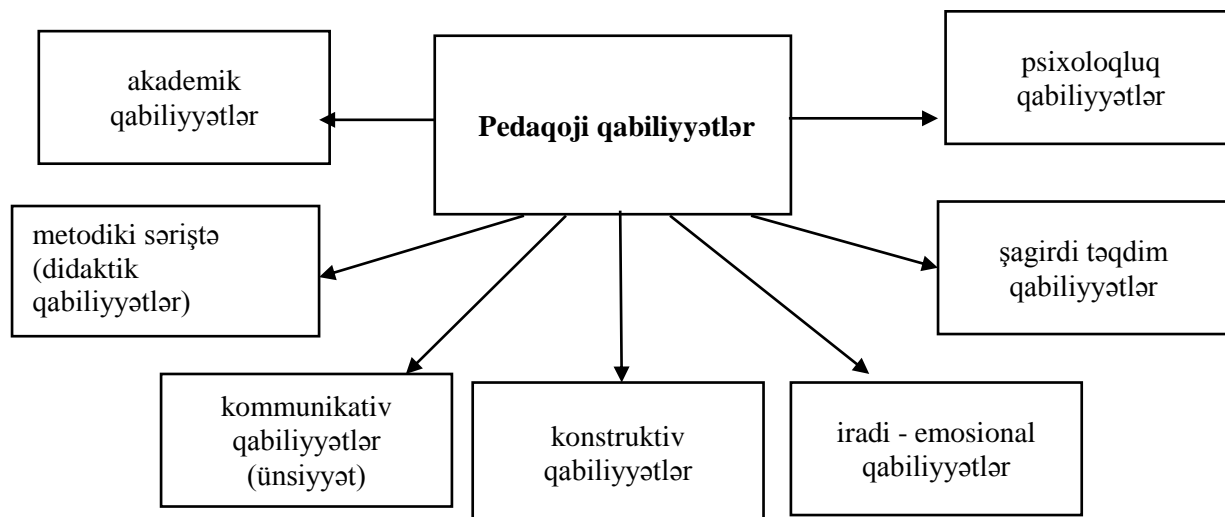 akademik
qabiliyyətlər
Pedaqoji qabiliyyətlər
psixoloqluq
qabiliyyətlər
metodiki səriştə
(didaktik
qabiliyyətlər)
şagirdi təqdim
qabiliyyətlər
kommunikativ
qabiliyyətlər
(ünsiyyət)
konstruktiv
qabiliyyətlər
iradi - emosional
qabiliyyətlər